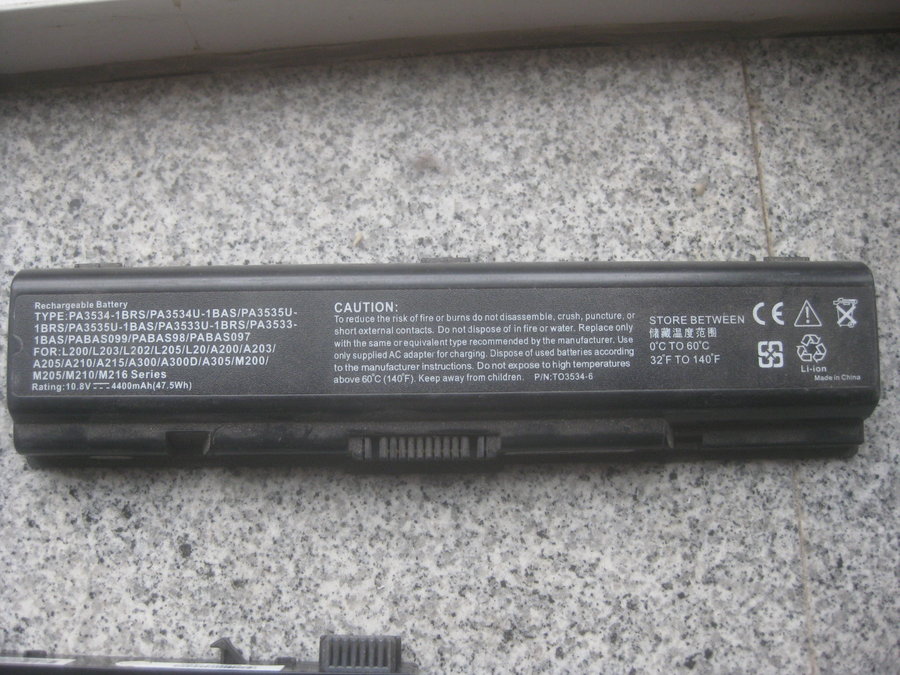 Rechargeable Battery
TYPE:PA3534-1BRS/PA3534U-1BAS/PA3535U-
1BRS/PA3535U-1BAS/PA3533U-1BRS/PA3533-
1BAS/PABAS099/PABAS98/PABAS097
FOR:L200/L203/L202/L205/L20/A200/A203/
A205/A210/A215/A300/A300D/A305/M200/
M205/M210/M216 Series
Rating:10.8V 4400mAh(47.5Wh)
CAUTION:
To reduce the risk of fire or burns do not disassemble, crush, puncture, or
short external contacts. Do not dispose of in fire or water. Replace only
with the same or equivalent type recommended by the manufacturer. Use
only supplied AC adapter for charging. Dispose of used batteries according
to the manufacturer instructions. Do not expose to high temperatures
above 60°C (140°F). Keep away from children. P/N:TO3534-6
STORE BETWEEN
储藏温度范围
0°C TO 60°C
32°F TO 140°F
CE
Li-ion
Made in China